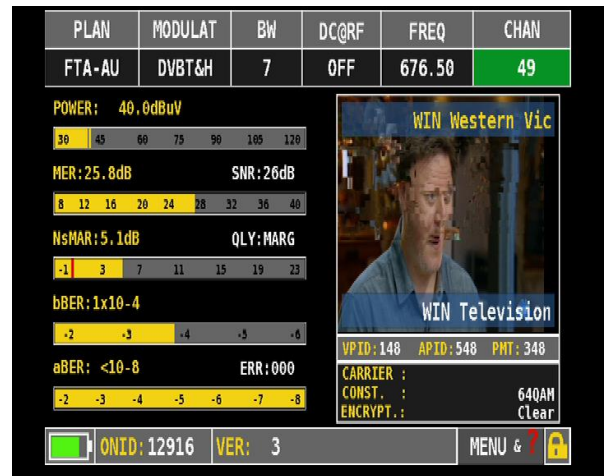 PLAN MODULAT BW DC@RF FREQ CHAN
FTA-AU DVBT&H 7 OFF 676.50 49
POWER: 40.0dBuV
30 45 60 75 90 105 120
MER:25.8dB SNR:26dB
8 12 16 20 24 28 32 36 40
NsMAR:5.1dB QLY:MARG
-1 3 7 11 15 19 23
bBER:1x10-4
-2 -3 -4 -5 -6
aBER: <10-8 ERR:000
-2 -3 -4 -5 -6 -7 -8
WIN Western Vic
WIN Television
VPID:148 APID:548 PMT:348
CARRIER :
CONST. : 64QAM
ENCRYPT.: Clear
ONID:12916 VER: 3 MENU & ?